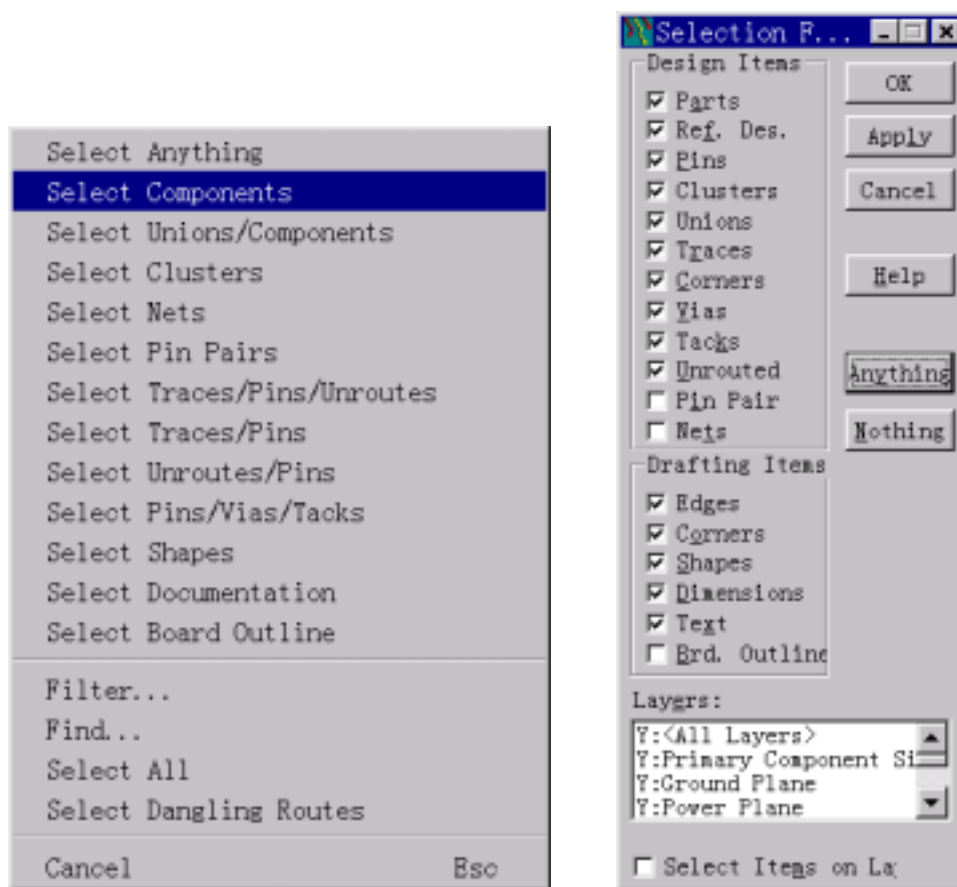 Select Anything
Select Components
Select Unions/Components
Select Clusters
Select Nets
Select Pin Pairs
Select Traces/Pins/Unroutes
Select Traces/Pins
Select Unroutes/Pins
Select Pins/Vias/Tacks
Select Shapes
Select Documentation
Select Board Outline
Filter...
Find...
Select All
Select Dangling Routes
Cancel Esc
Selection F...
Design Items
Parts
Ref. Des.
Pins
Clusters
Unions
Traces
Corners
Vias
Tacks
Unrouted
Pin Pair
Nets
OK
Apply
Cancel
Help
Anything
Nothing
Drafting Items
Edges
Corners
Shapes
Dimensions
Text
Brd. Outline
Layers:
Y:<All Layers>
Y:Primary Component Si
Y:Ground Plane
Y:Power Plane
Select Items on La